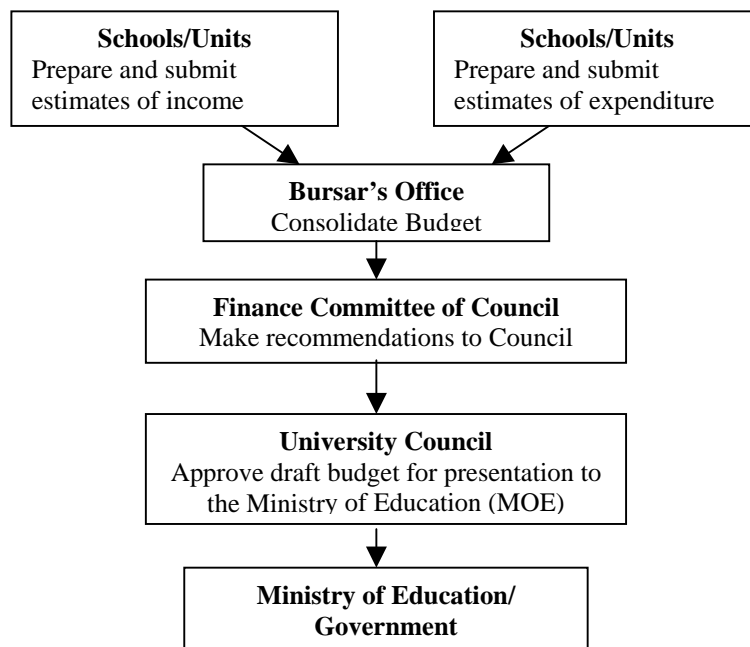 Schools/Units
Prepare and submit
estimates of income
Schools/Units
Prepare and submit
estimates of expenditure
Bursar's Office
Consolidate Budget
Finance Committee of Council
Make recommendations to Council
University Council
Approve draft budget for presentation to
the Ministry of Education (MOE)
Ministry of Education/
Government